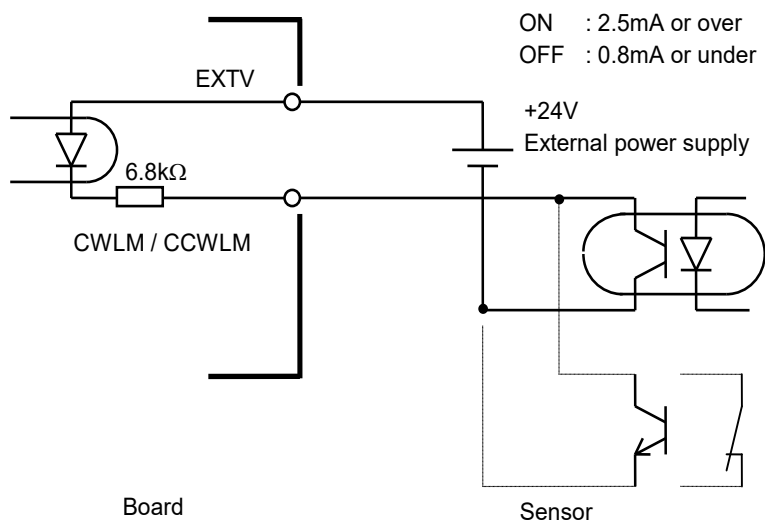 ON : 2.5mA or over
OFF : 0.8mA or under
EXTV
+24V
External power supply
6.8kΩ
CWLM / CCWLM
Board
Sensor